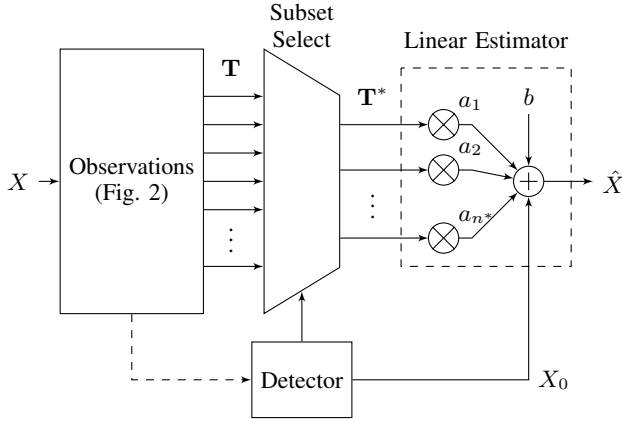 Subset
Select
Linear Estimator
T
T*
a₁
b
a₂
Observations
(Fig. 2)
X
X̂
⋮
⋮
aₙ*
Detector
X₀